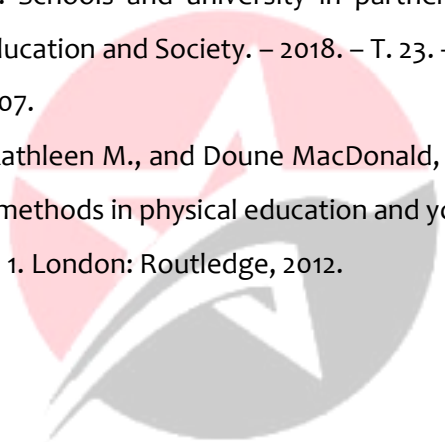 Schools and university in partner
ducation and Society. – 2018. – T. 23. –
07.
athleen M., and Doune MacDonald,
methods in physical education and yo
1. London: Routledge, 2012.